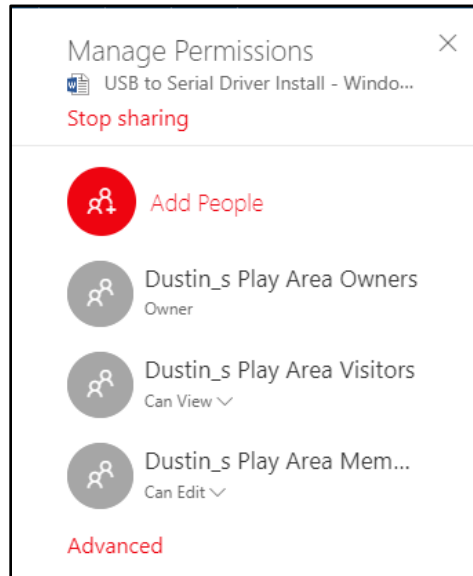 Manage Permissions
USB to Serial Driver Install - Windo...
Stop sharing
Add People
Dustin_s Play Area Owners
Owner
Dustin_s Play Area Visitors
Can View
Dustin_s Play Area Mem...
Can Edit
Advanced